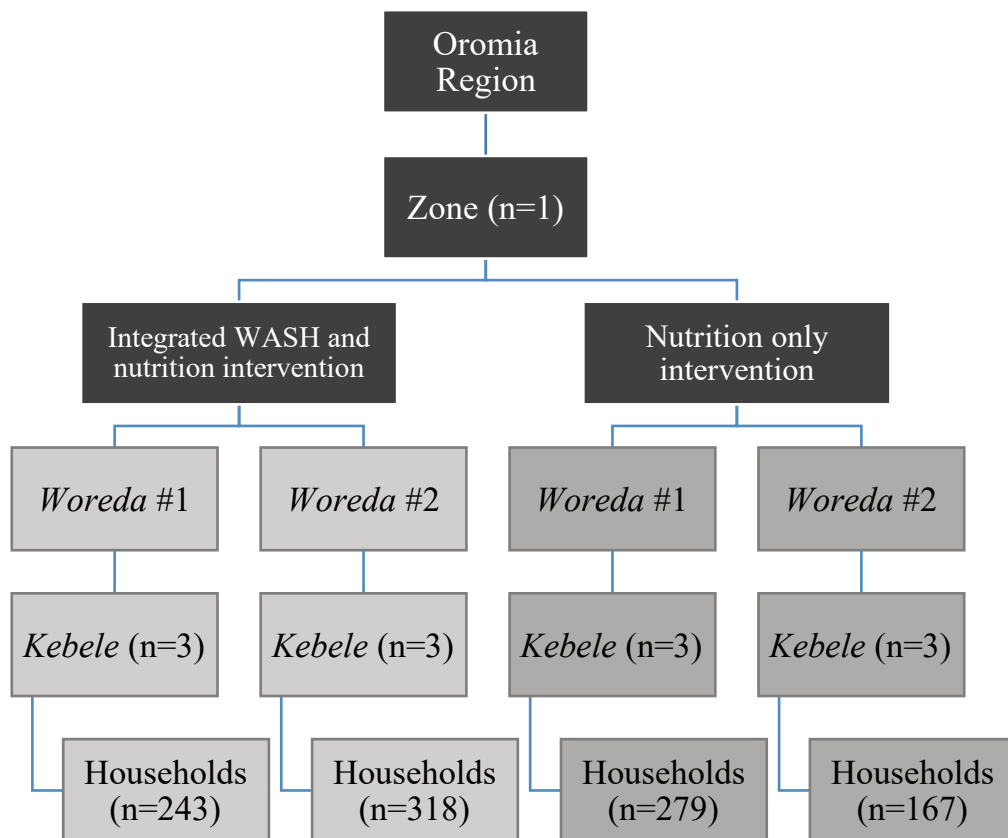 Oromia
Region
Zone (n=1)
Integrated WASH and
nutrition intervention
Nutrition only
intervention
Woreda #1
Woreda #2
Woreda #1
Woreda #2
Kebele (n=3)
Kebele (n=3)
Kebele (n=3)
Kebele (n=3)
Households
(n=243)
Households
(n=318)
Households
(n=279)
Households
(n=167)